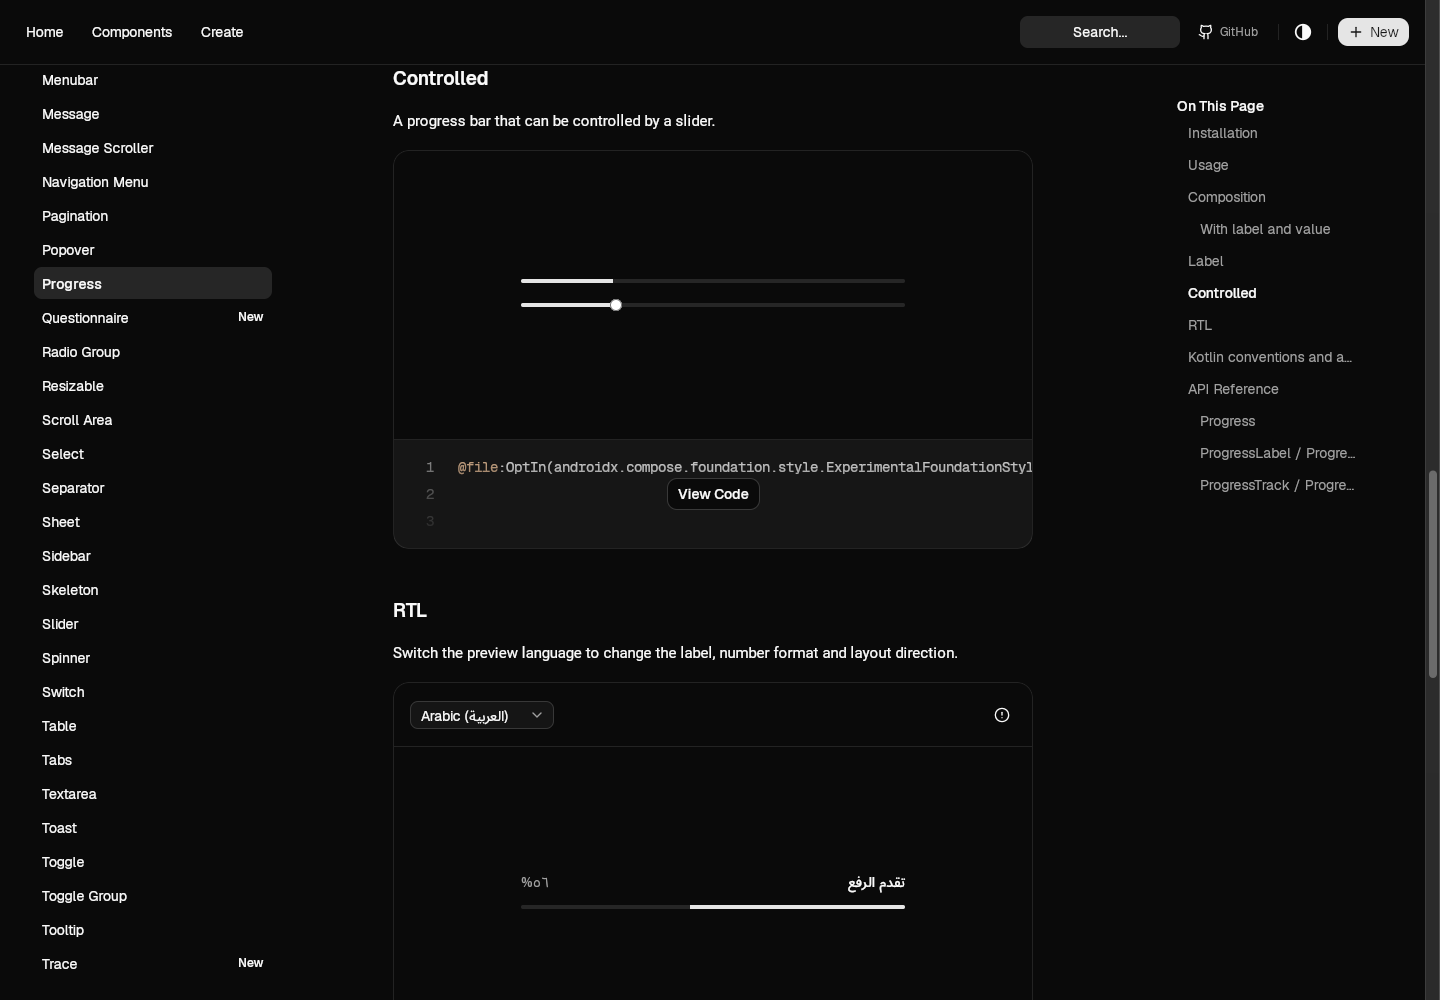 Home
Components
Create
Search...
GitHub
New
Menubar
Message
Message Scroller
Navigation Menu
Pagination
Popover
Progress
Questionnaire
New
Radio Group
Resizable
Scroll Area
Select
Separator
Sheet
Sidebar
Skeleton
Slider
Spinner
Switch
Table
Tabs
Textarea
Toast
Toggle
Toggle Group
Tooltip
Trace
New
Controlled
A progress bar that can be controlled by a slider.
1 @file:OptIn(androidx.compose.foundation.style.ExperimentalFoundationStyl
2
View Code
3
RTL
Switch the preview language to change the label, number format and layout direction.
Arabic (العربية)
تقدم الرفع
%٥٦
On This Page
Installation
Usage
Composition
With label and value
Label
Controlled
RTL
Kotlin conventions and a...
API Reference
Progress
ProgressLabel / Progre...
ProgressTrack / Progre...